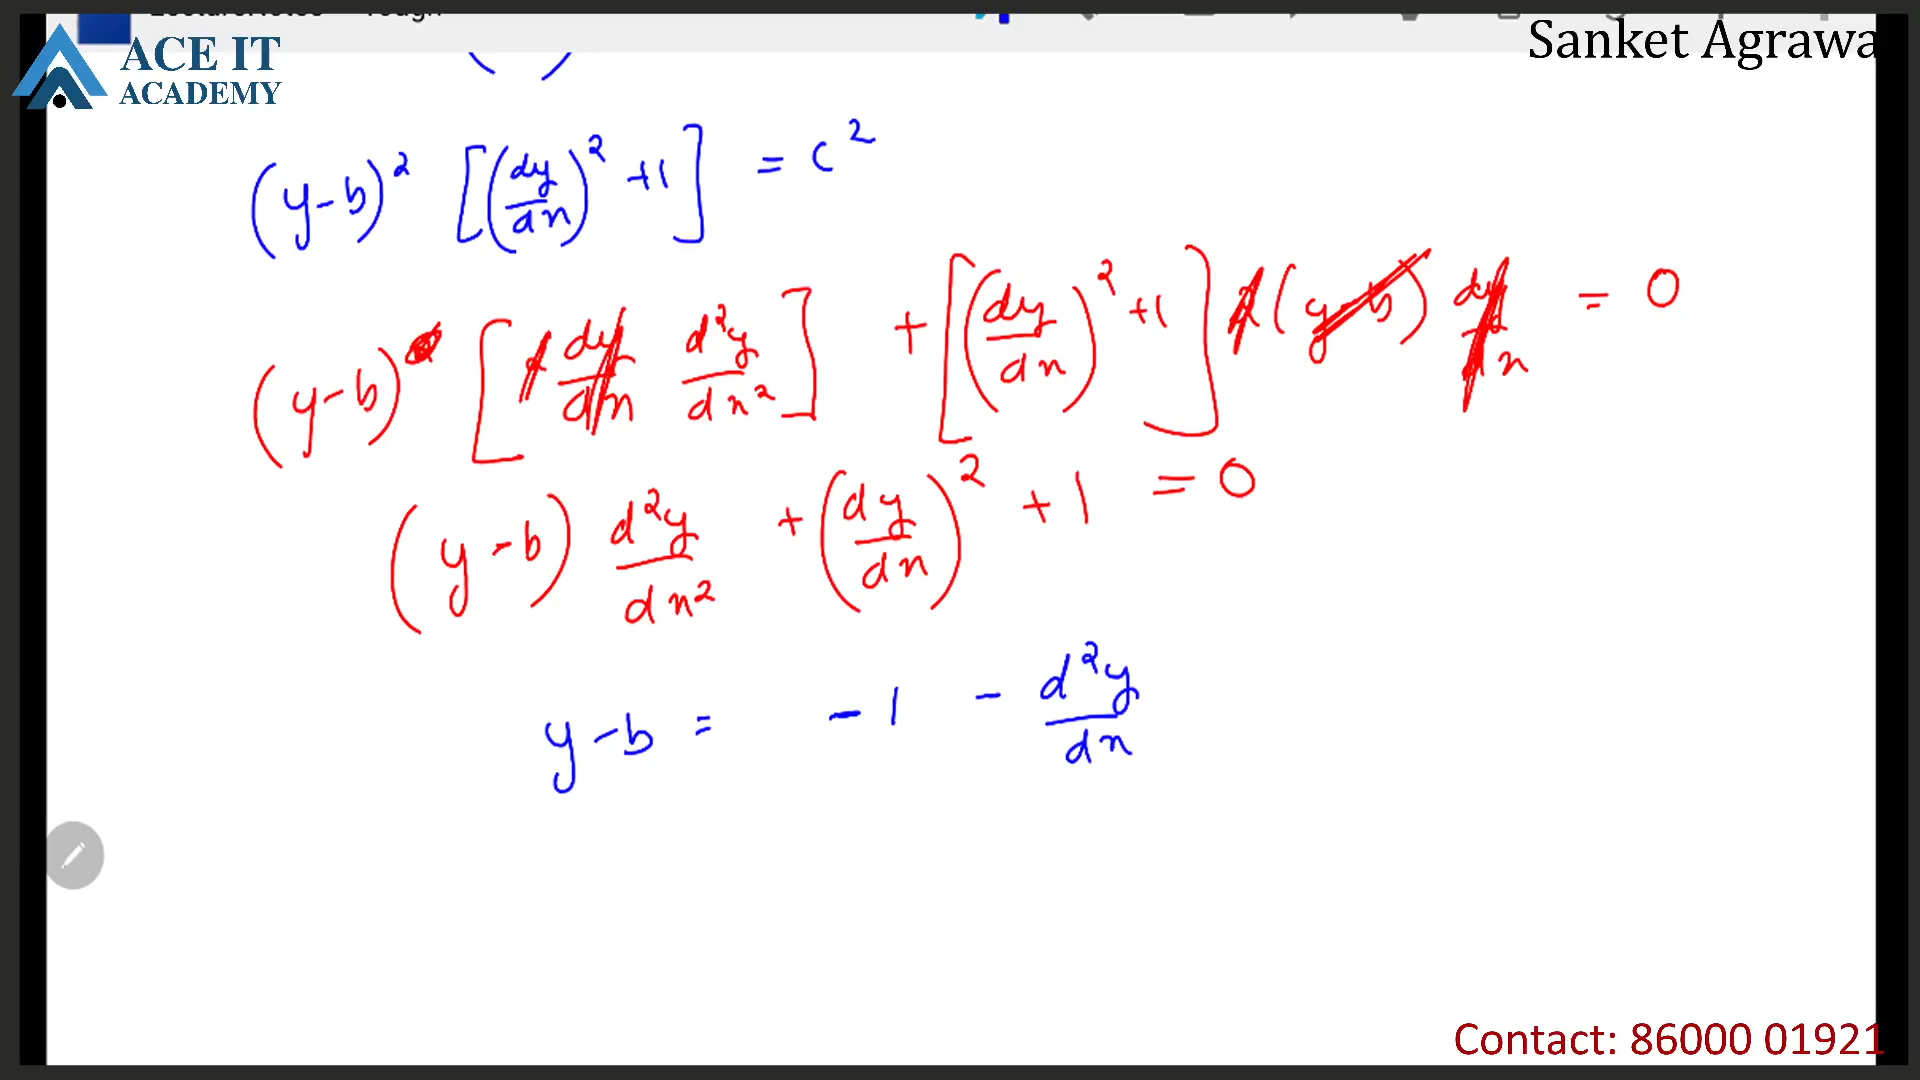 ACE IT
ACADEMY
Sanket Agrawa
(y-b)² [(dy/dx)² +1] = c²
(y-b)² [2 dy/dx d²y/dx²] + [(dy/dx)² +1] 2 (y-b) dy/dx = 0
(y-b) d²y/dx² + (dy/dx)² + 1 = 0
y-b = -1 - d²y/dx
Contact: 86000 01921